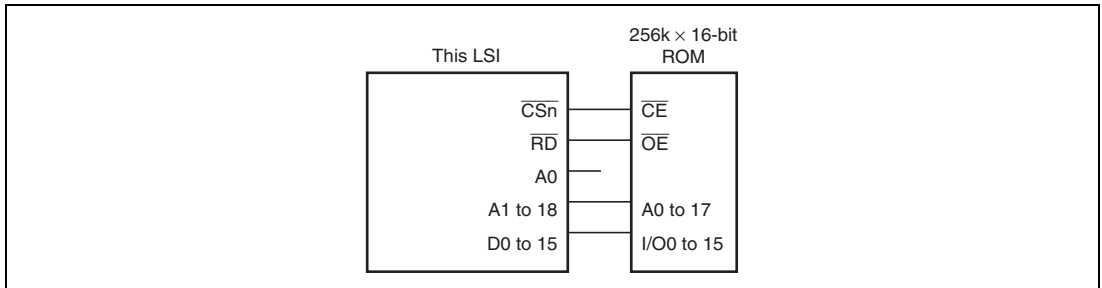 256k × 16-bit
This LSI ROM
CSn CE
RD OE
A0
A1 to 18 A0 to 17
D0 to 15 I/O0 to 15